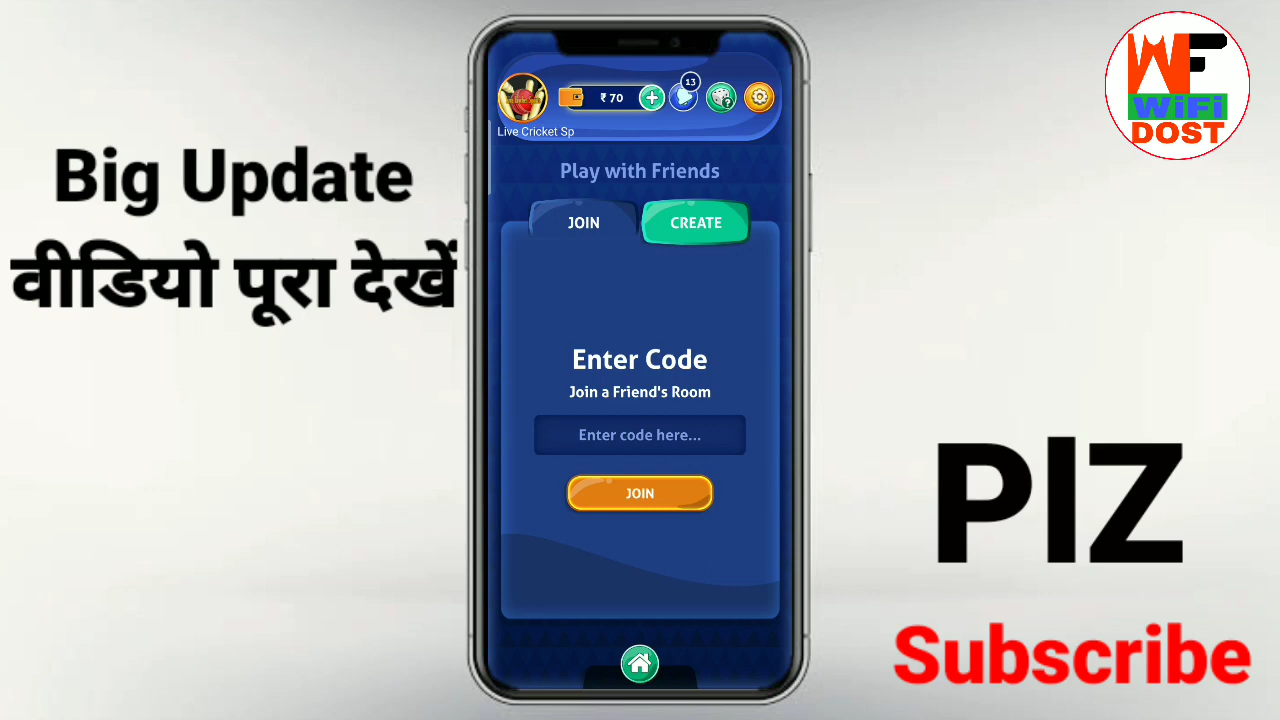 Big Update
वीडियो पूरा देखें
13
₹ 70
Live Cricket Sp
Play with Friends
JOIN
CREATE
Enter Code
Join a Friend's Room
Enter code here...
JOIN
WF
WiFi
DOST
PlZ
Subscribe